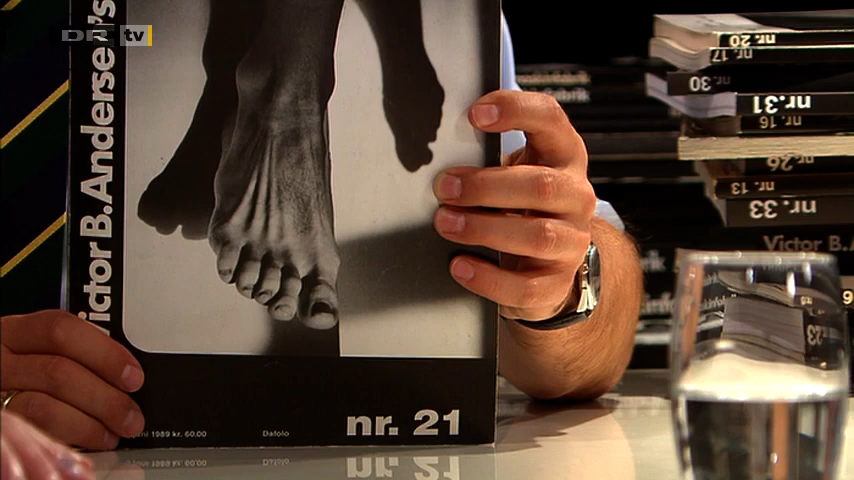 DR tv
Victor B. Andersen's
juni 1989 kr. 60,00
Dafolo
nr. 21
nr. 20
nr. 17
nr. 30
nr. 31
nr. 16
nr. 26
nr. 13
nr. 33
Victor B.